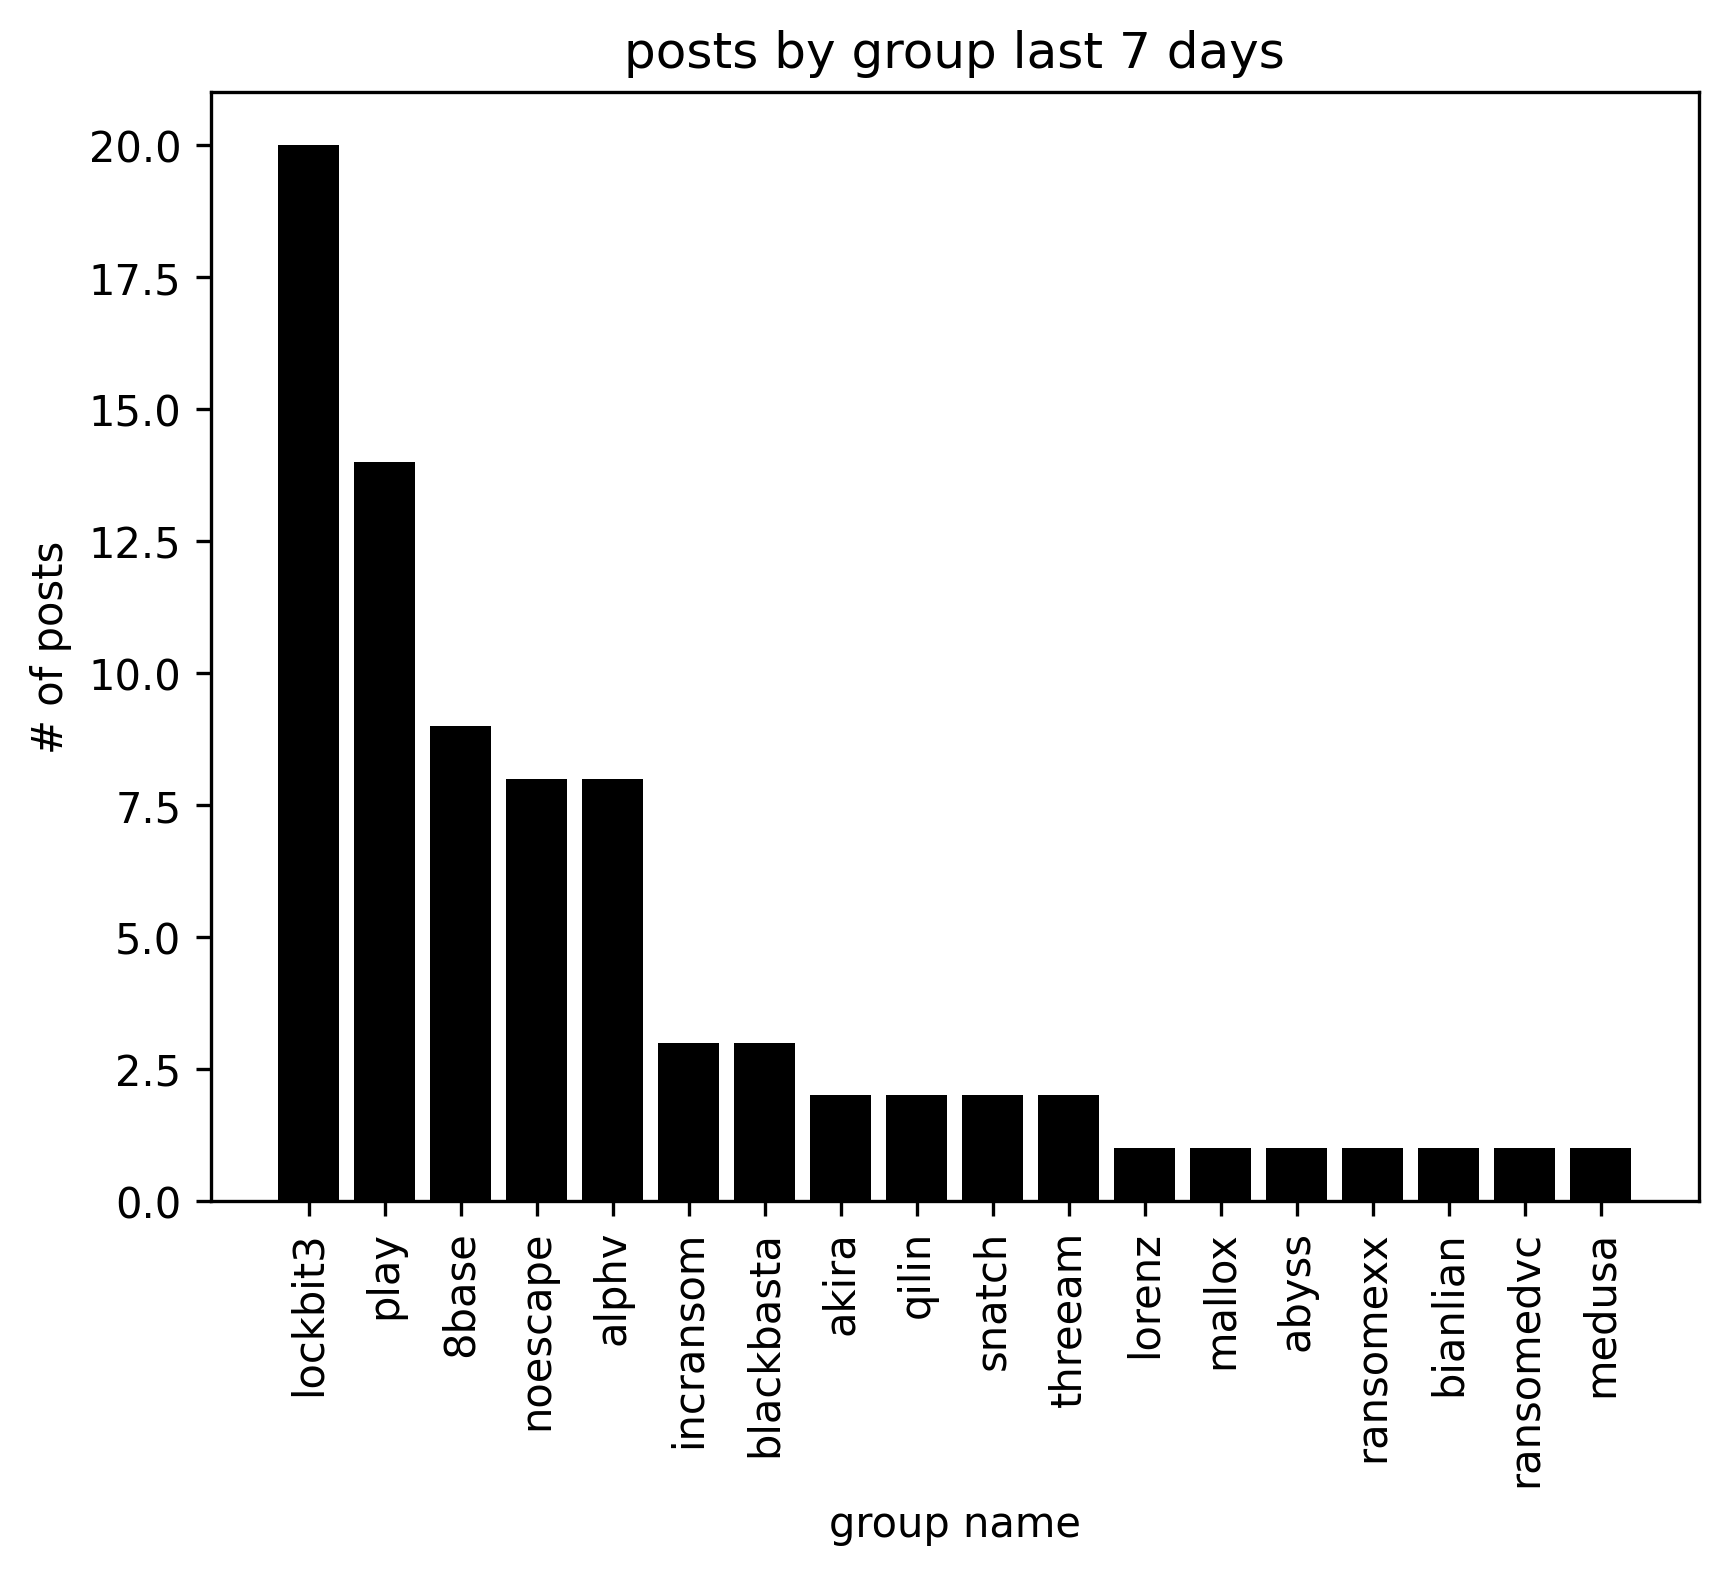 posts by group last 7 days
20.0
17.5
15.0
12.5
10.0
7.5
5.0
2.5
0.0
# of posts
lockbit3
play
8base
noescape
alphv
incransom
blackbasta
akira
qilin
snatch
threeam
lorenz
mallox
abyss
ransomexx
bianlian
ransomedvc
medusa
group name